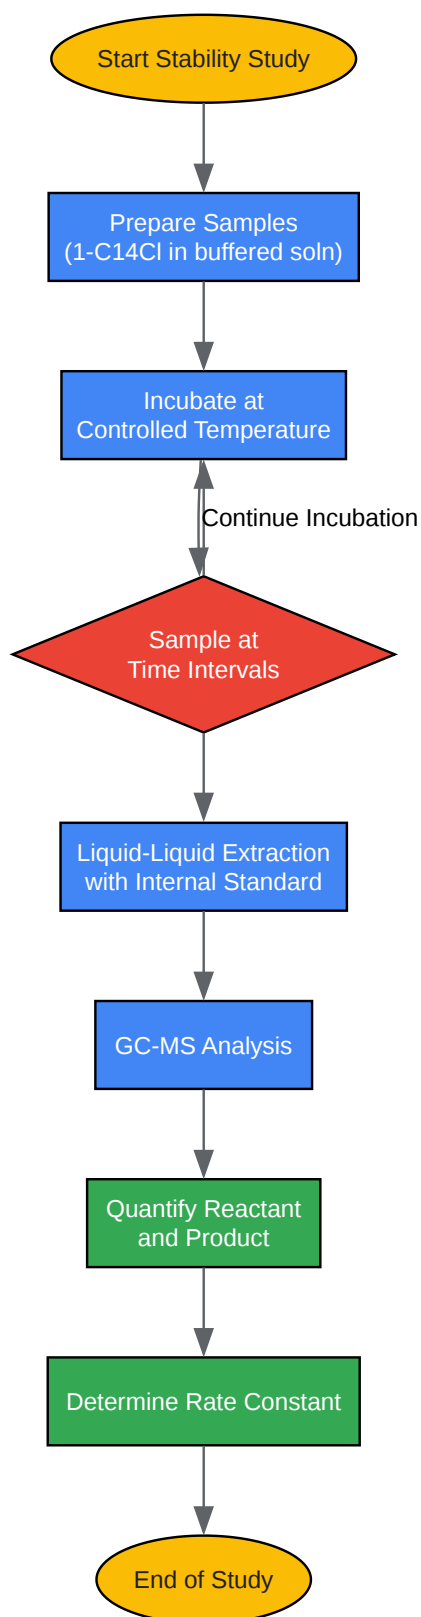 Start Stability Study
Prepare Samples
(1-C14Cl in buffered soln)
Incubate at
Controlled Temperature
Continue Incubation
Sample at
Time Intervals
Liquid-Liquid Extraction
with Internal Standard
GC-MS Analysis
Quantify Reactant
and Product
Determine Rate Constant
End of Study